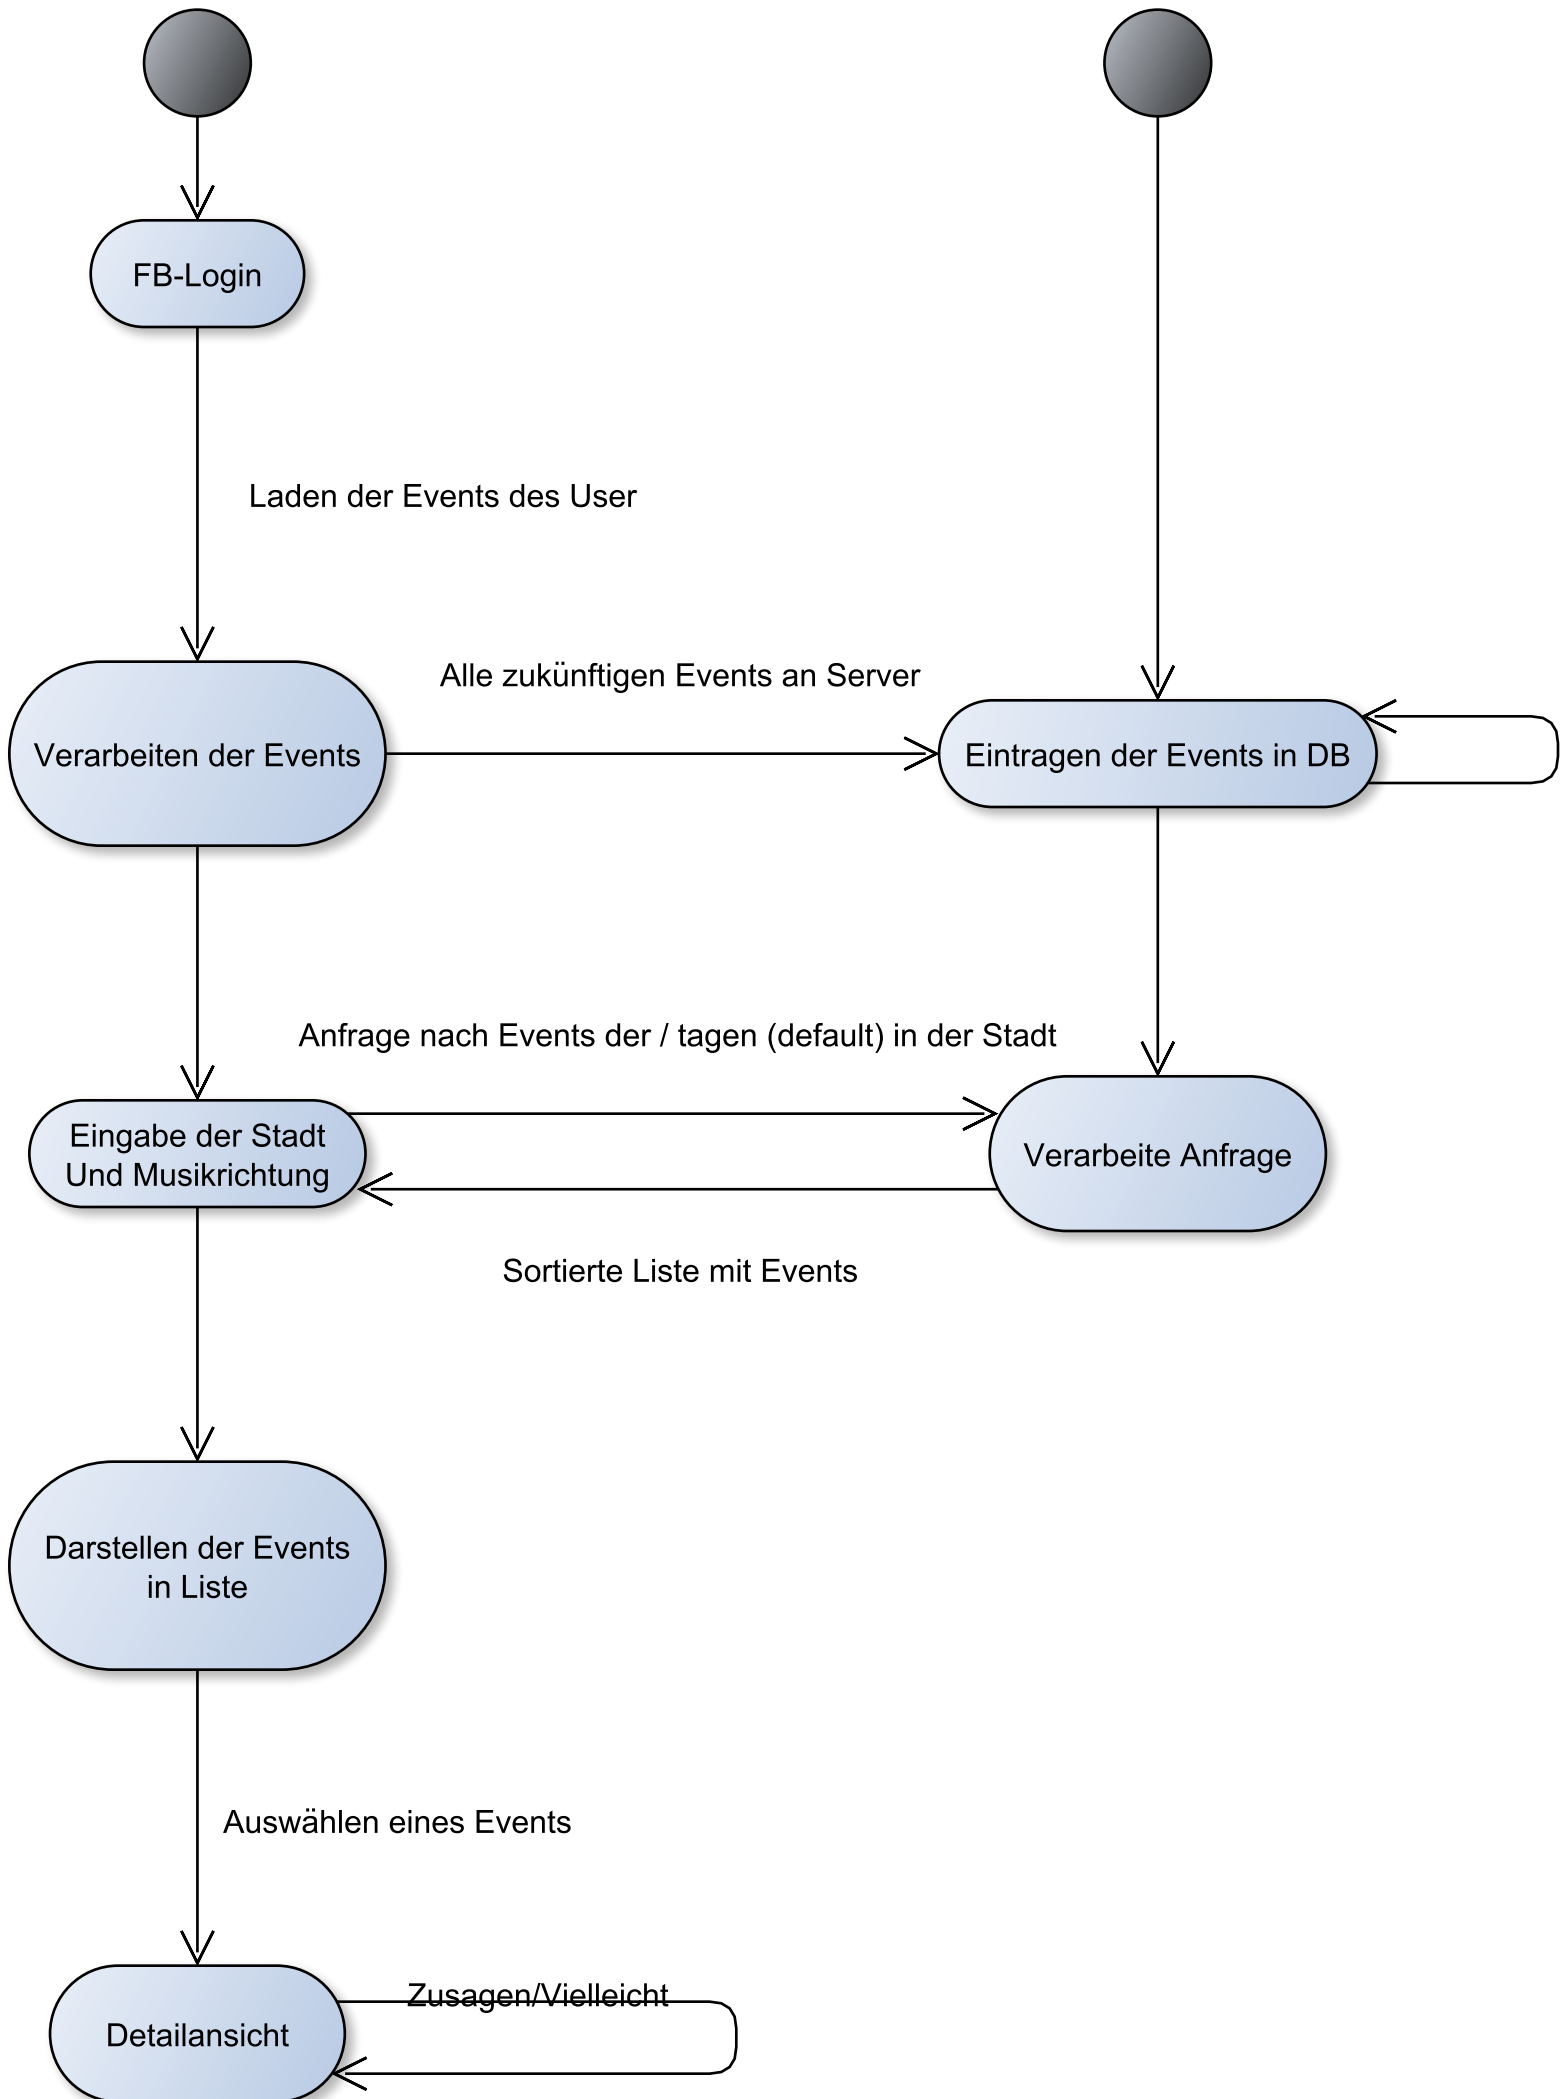 FB-Login
Laden der Events des User
Alle zukünftigen Events an Server
Verarbeiten der Events
Eintragen der Events in DB
Anfrage nach Events der / tagen (default) in der Stadt
Eingabe der Stadt
Und Musikrichtung
Verarbeite Anfrage
Sortierte Liste mit Events
Darstellen der Events
in Liste
Auswählen eines Events
Zusagen/Vielleicht
Detailansicht